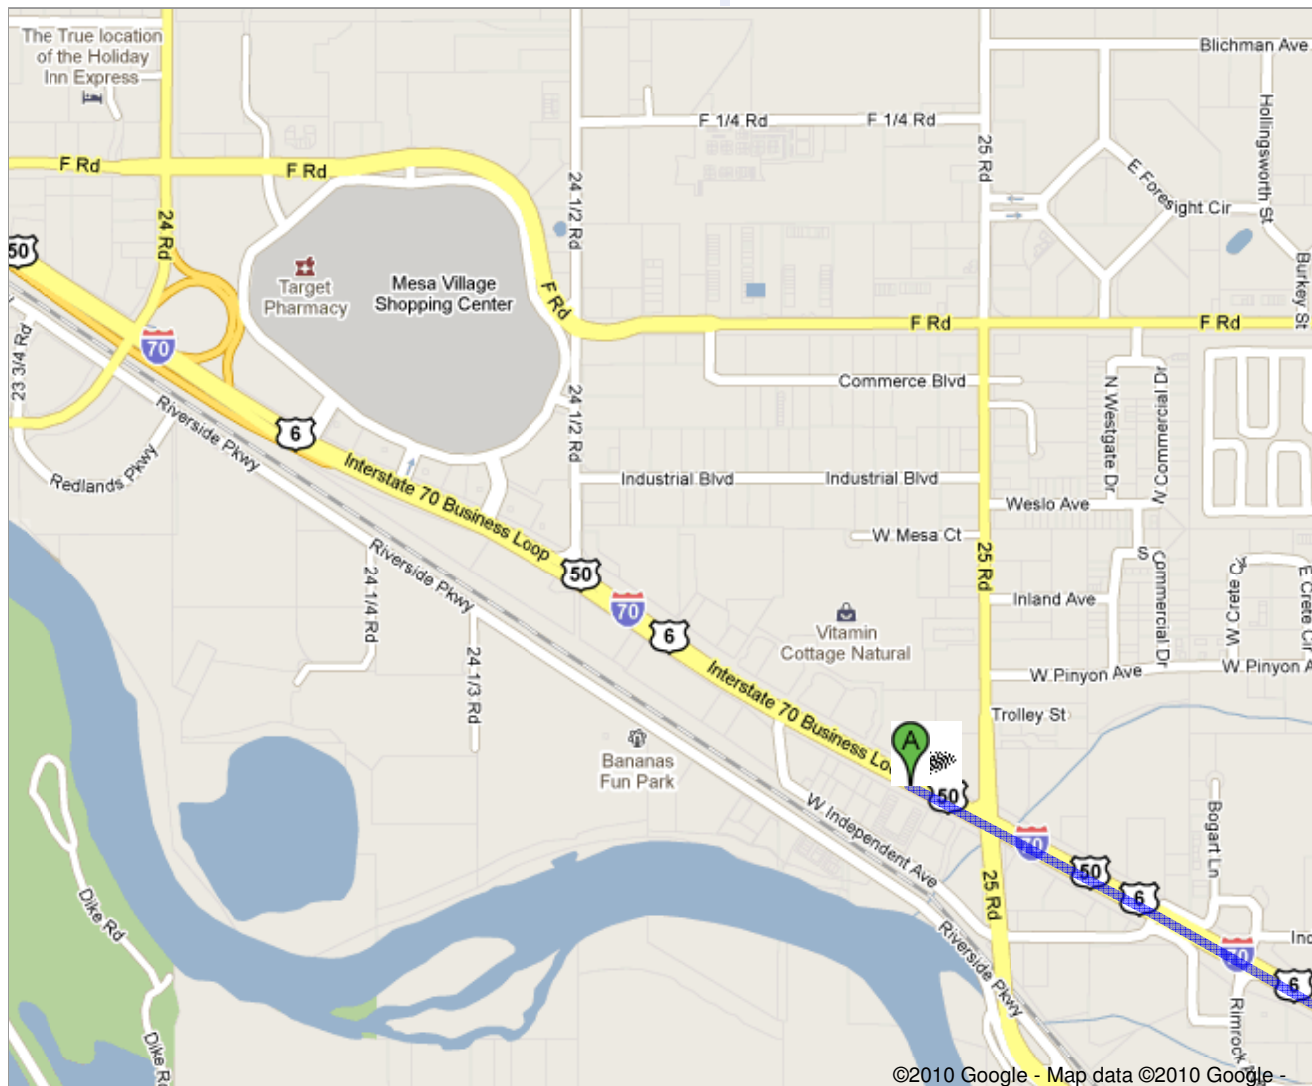 The True location
of the Holiday
Inn Express
Blichman Ave
F 1/4 Rd
F 1/4 Rd
Hollingsworth St
25 Rd
F Rd
F Rd
24 1/2 Rd
E Foresight Cir
24 Rd
50
Target
Pharmacy
Mesa Village
Shopping Center
F Rd
Burkey St
F Rd
F Rd
23 3/4 Rd
70
Commerce Blvd
N Westgate Dr
N Commercial Dr
Riverside Pkwy
6
24 1/2 Rd
Interstate 70 Business Loop
Redlands Pkwy
Industrial Blvd
Industrial Blvd
Weslo Ave
W Mesa Ct
Riverside Pkwy
50
25 Rd
S Commercial Dr
W Crete
E Crete Cir
24 1/4 Rd
70
6
Inland Ave
Vitamin
Cottage Natural
24 1/3 Rd
W Pinyon Ave
W Pinyon A
Interstate 70 Business Lo
Trolley St
Bananas
Fun Park
A
50
W Independent Ave
70
Bogart Ln
50
6
25 Rd
Dike Rd
Riverside Pkwy
70
6
Rimrock
Dike Rd
©2010 Google - Map data ©2010 Google -